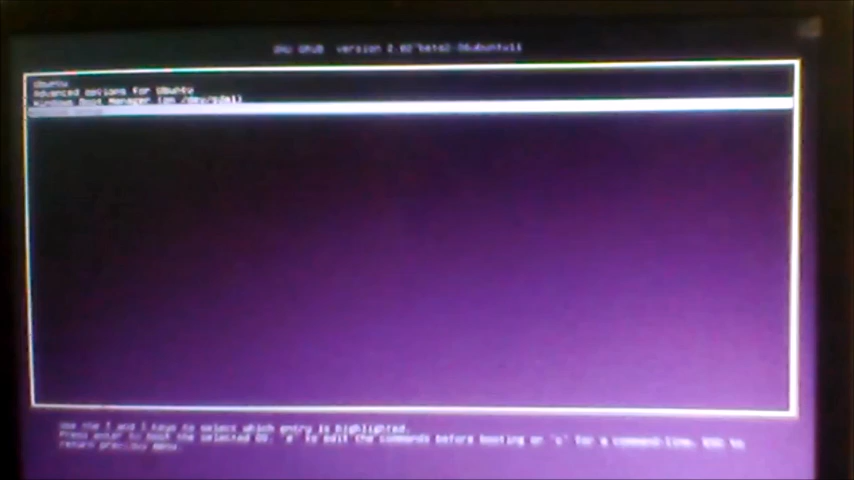 GNU GRUB version 2.02~beta2-36ubuntu11
Ubuntu
Advanced options for Ubuntu
Windows Boot Manager (on /dev/sda1)
Use the ↑ and ↓ keys to select which entry is highlighted.
Press enter to boot the selected OS, `e' to edit the commands before booting or `c' for a command-line. ESC to
return previous menu.